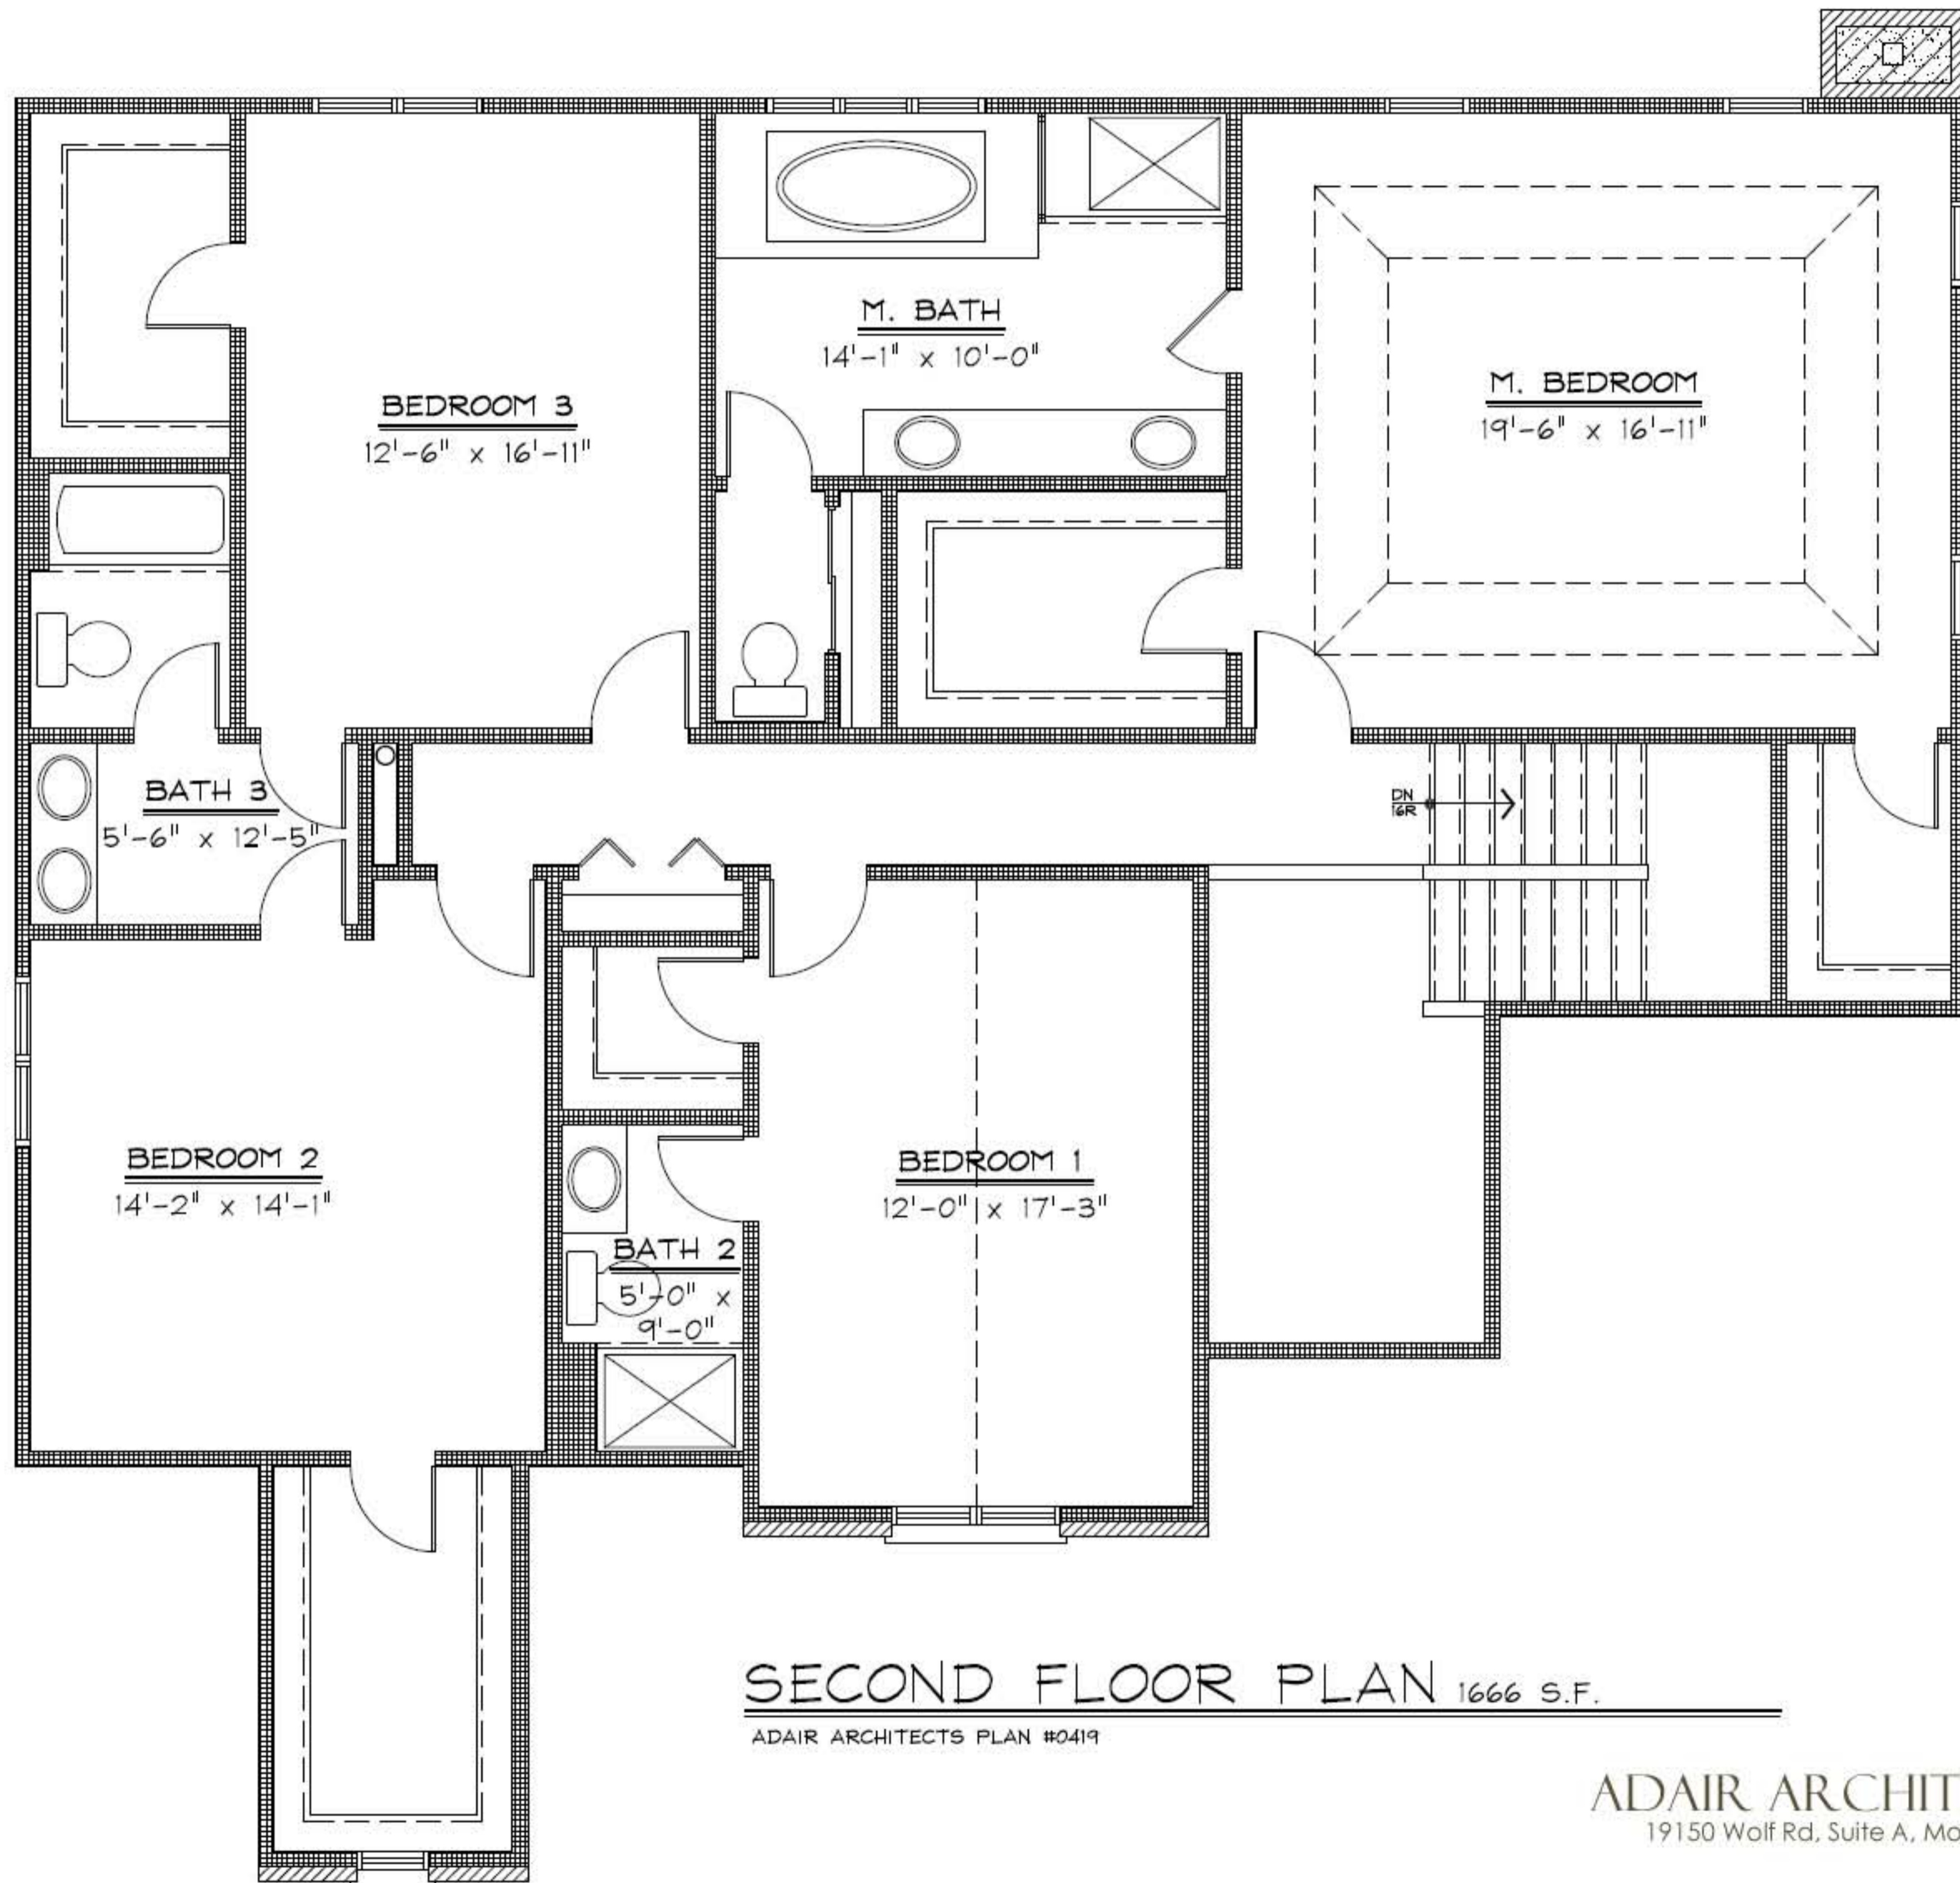 M. BATH
14'-1" x 10'-0"
M. BEDROOM
19'-6" x 16'-11"
BEDROOM 3
12'-6" x 16'-11"
BATH 3
5'-6" x 12'-5"
DN
16R
BEDROOM 2
14'-2" x 14'-1"
BEDROOM 1
12'-0" x 17'-3"
BATH 2
5'-0" x
9'-0"
SECOND FLOOR PLAN 1666 S.F.
ADAIR ARCHITECTS PLAN #0419
ADAIR ARCHIT
19150 Wolf Rd, Suite A, Mo